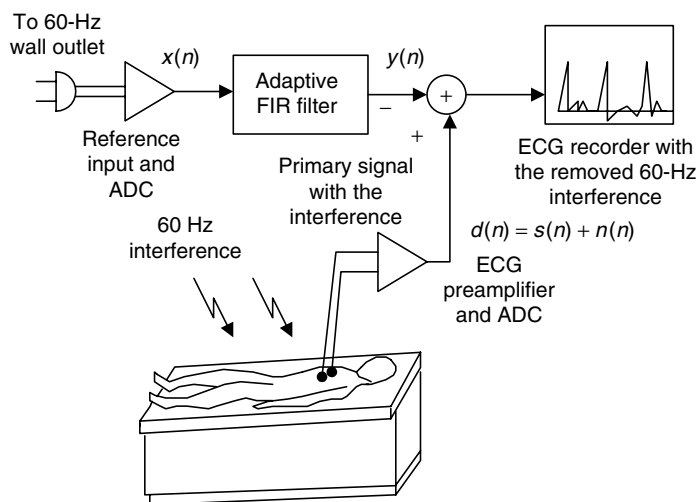 To 60-Hz
wall outlet
x(n)
Adaptive
FIR filter
y(n)
−
+
+
Reference
input and
ADC
Primary signal
with the
interference
ECG recorder with
the removed 60-Hz
interference
60 Hz
interference
d(n) = s(n) + n(n)
ECG
preamplifier
and ADC